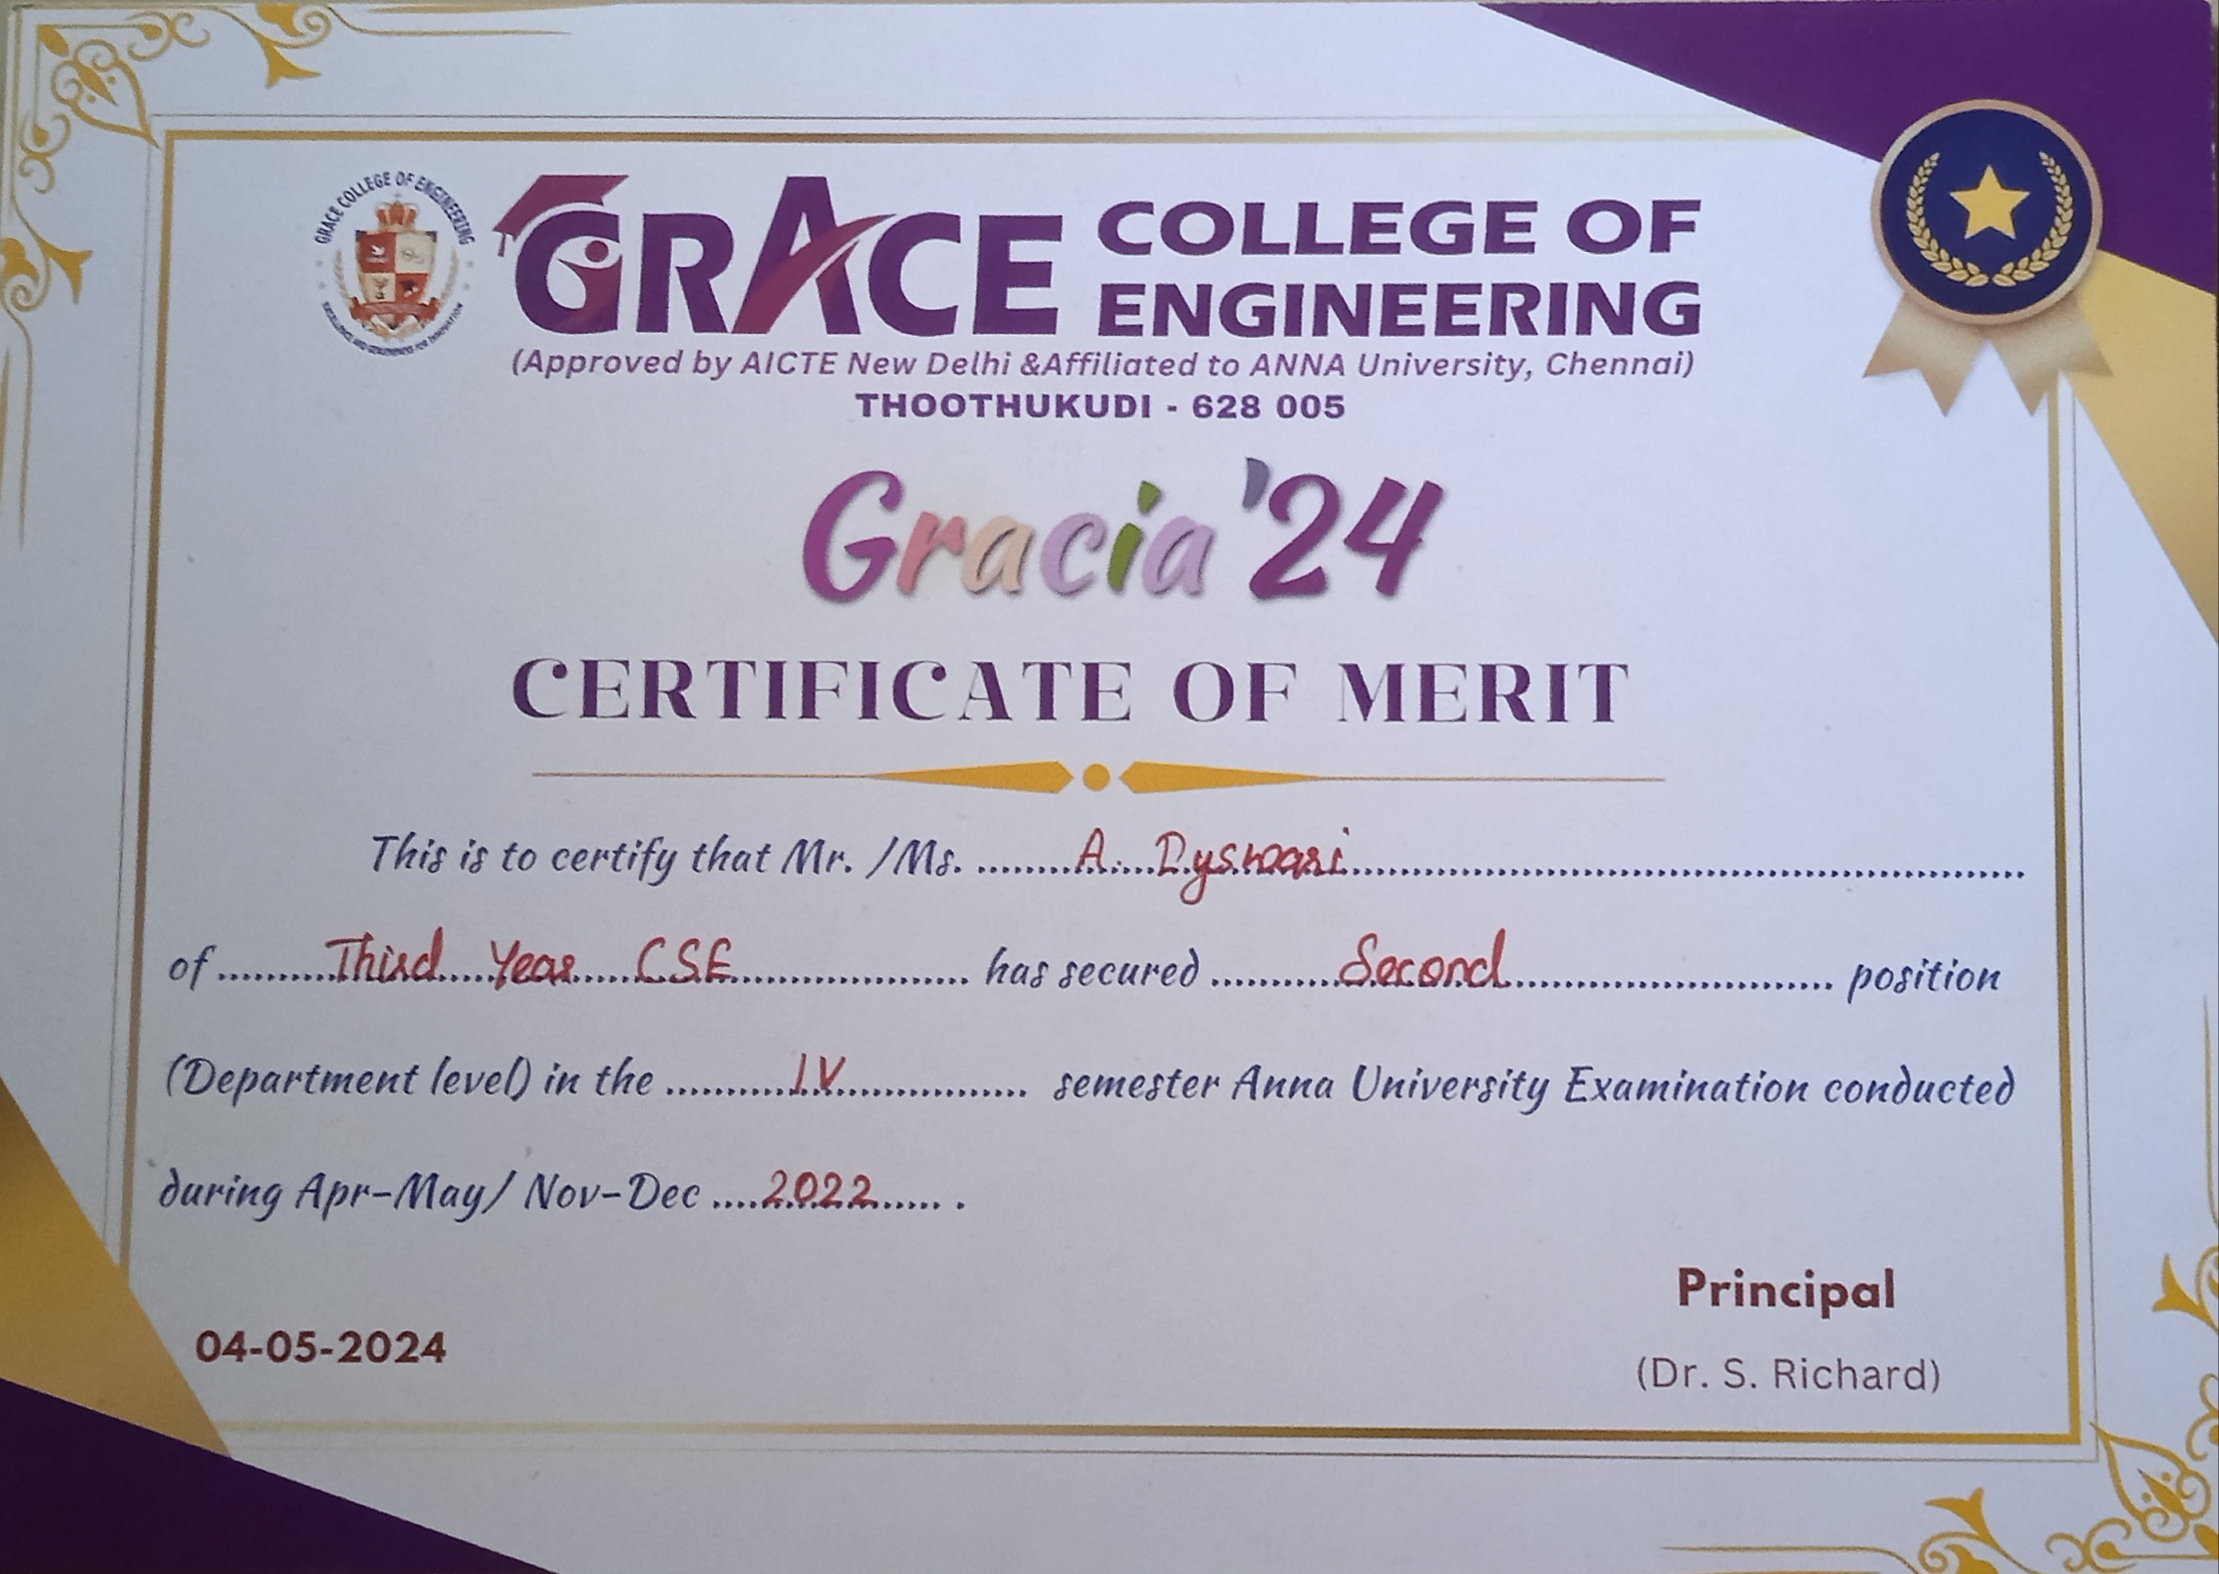 GRACE COLLEGE OF ENGINEERING
GRACE COLLEGE OF
ENGINEERING
(Approved by AICTE New Delhi &Affiliated to ANNA University, Chennai)
THOOTHUKUDI - 628 005
Gracia '24
CERTIFICATE OF MERIT
This is to certify that Mr. /Ms. ........A....Dyswari..........
of..........Third Year CSE.......... has secured ..........Second.......... position
(Department level) in the ..........IV.......... semester Anna University Examination conducted
during Apr-May/ Nov-Dec ....2022...... .
Principal
04-05-2024
(Dr. S. Richard)